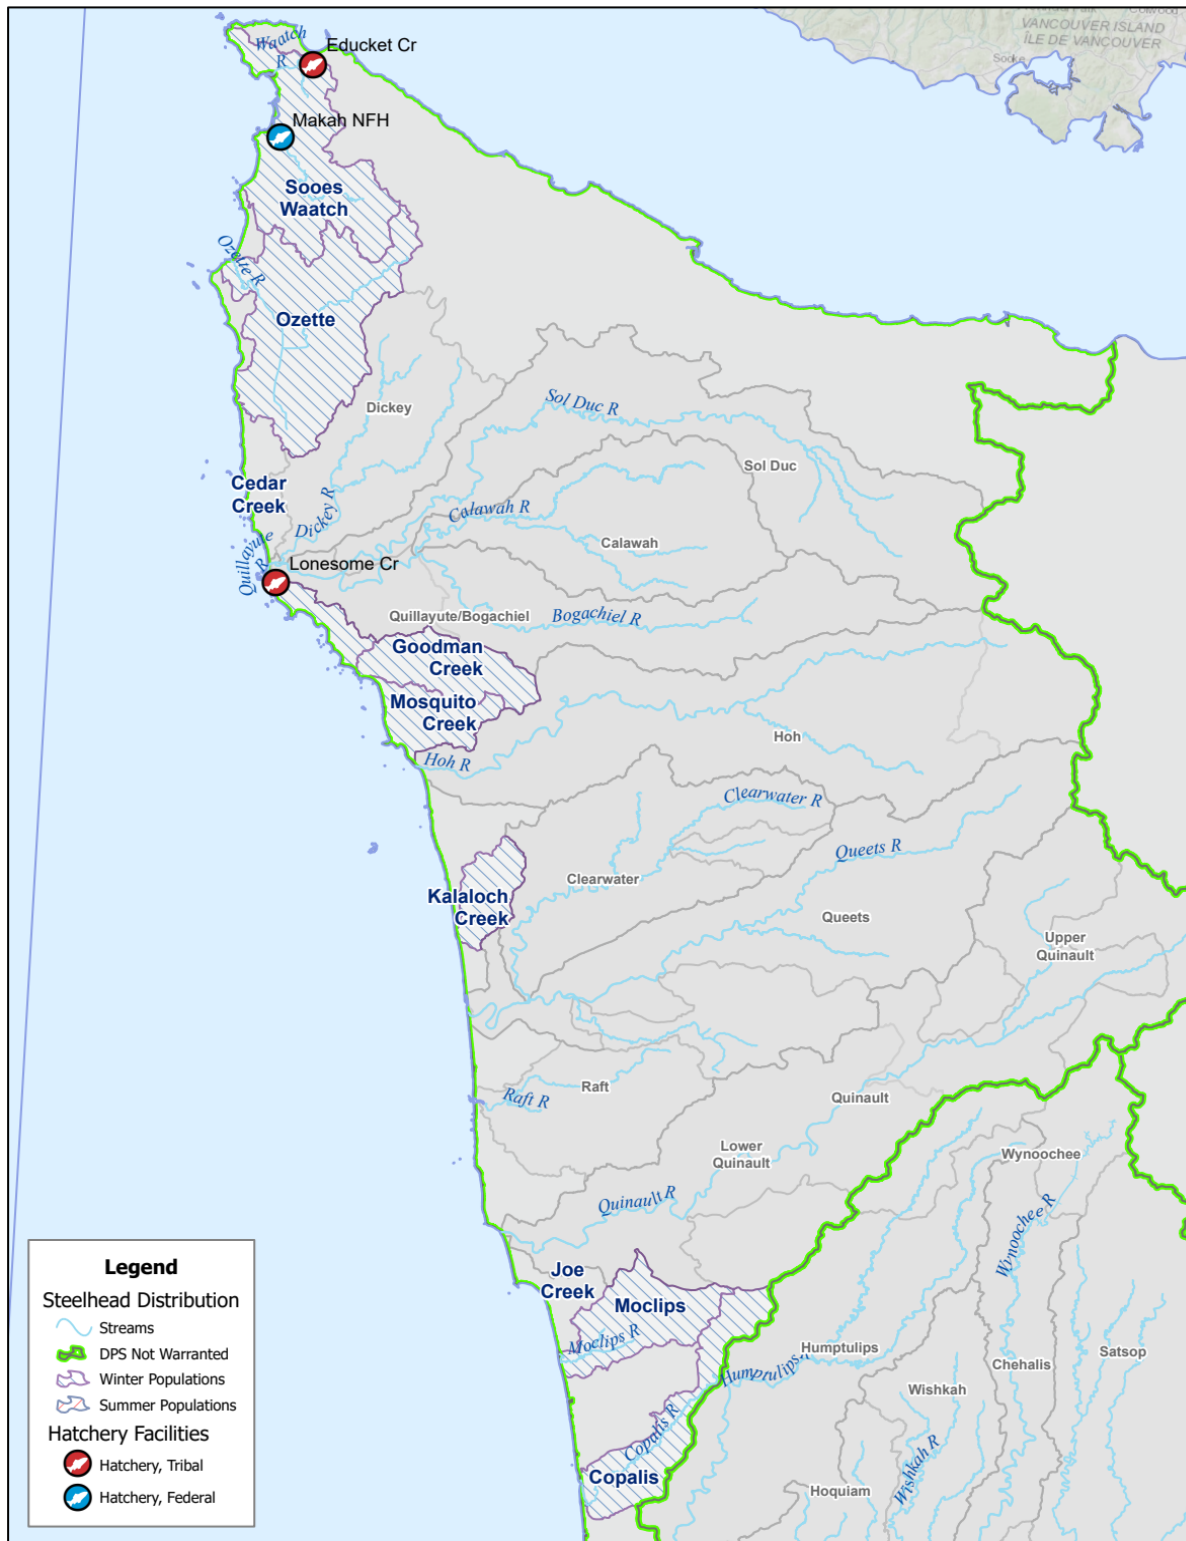 VANCOUVER ISLAND
ÎLE DE VANCOUVER
Sooke
Waatch
R
Educket Cr
Makah NFH
Sooes
Waatch
Ozette R
Ozette
Dickey
Sol Duc R
Sol Duc
Cedar
Creek
Dickey R
Calawah R
Calawah
Quillayute
R
Lonesome Cr
Quillayute/Bogachiel
Bogachiel R
Goodman
Creek
Mosquito
Creek
Hoh R
Hoh
Clearwater R
Queets R
Clearwater
Kalaloch
Creek
Queets
Upper
Quinault
Raft
Raft R
Quinault
Lower
Quinault
Wynoochee
Quinault R
Wynoochee R
Joe
Creek
Moclips
Moclips R
Humptulips R
Humptulips
Chehalis
Satsop
Wishkah
Copalis R
Copalis
Wishkah R
Hoquiam
Legend
Steelhead Distribution
Streams
DPS Not Warranted
Winter Populations
Summer Populations
Hatchery Facilities
Hatchery, Tribal
Hatchery, Federal